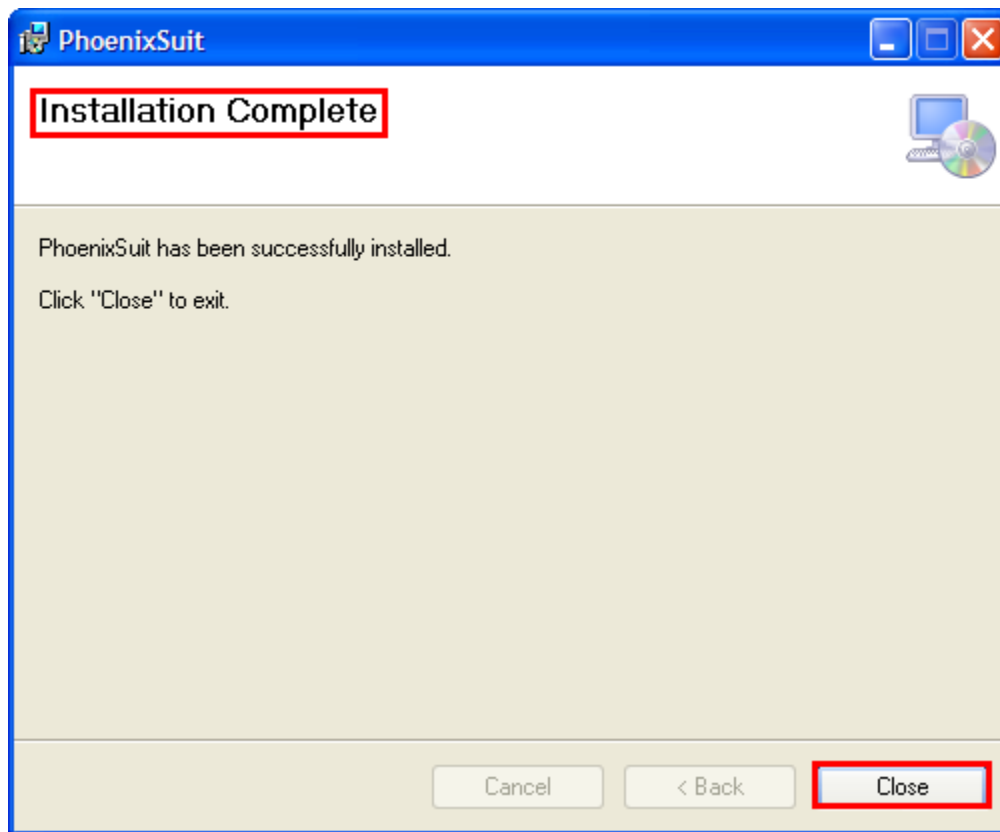 PhoenixSuit
Installation Complete
PhoenixSuit has been successfully installed.
Click "Close" to exit.
Cancel
< Back
Close